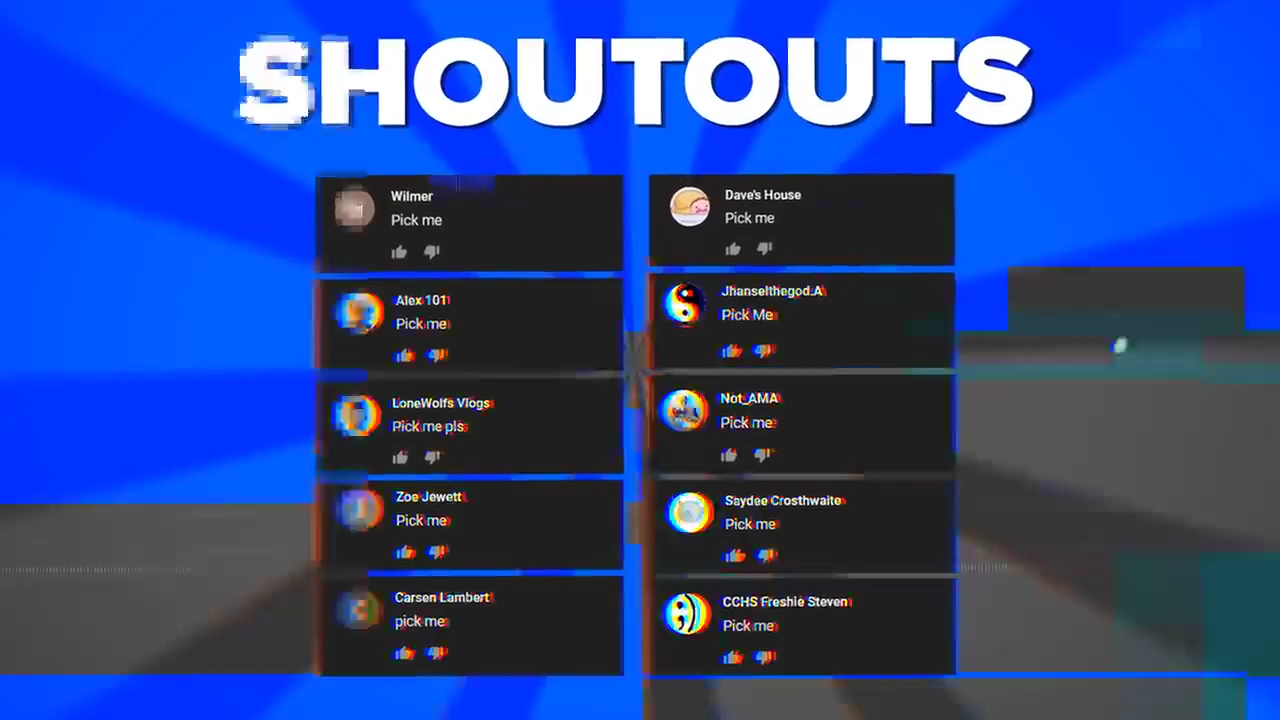 SHOUTOUTS
Wilmer
Pick me
Alex 101
Pick me
LoneWolfs Vlogs
Pick me pls
Zoe Jewett
Pick me
Carsen Lambert
pick me
Dave's House
Pick me
Jhanselthegod.A
Pick Me
Not_AMA
Pick me
Saydee Crosthwaite
Pick me
CCHS Freshie Steven
Pick me